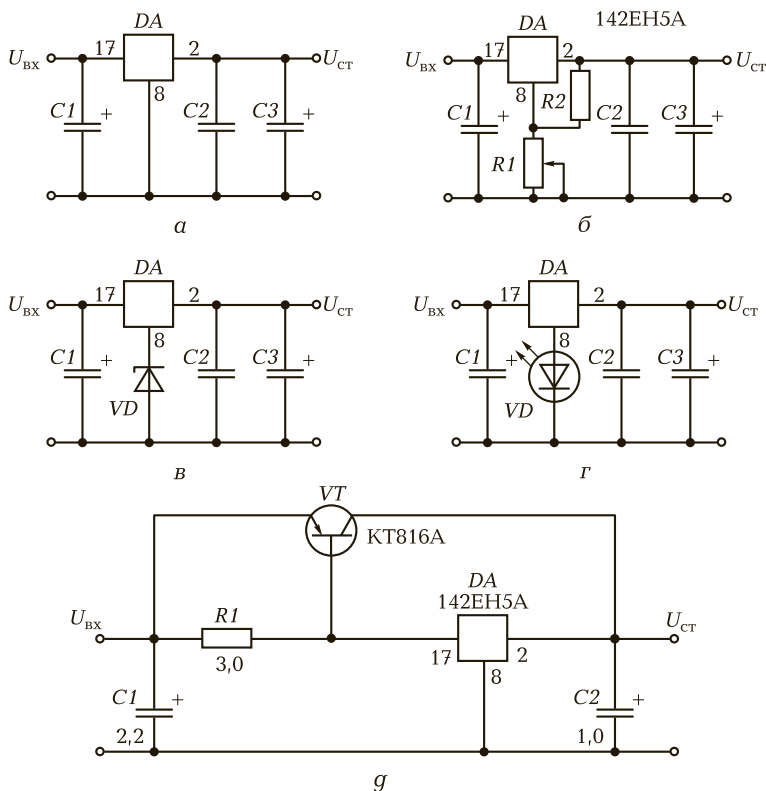 DA
U вх
17
2
U ст
8
C1
+
C2
C3
+
а
DA
142ЕН5А
U вх
17
2
U ст
8
R2
C1
+
C2
C3
+
R1
б
DA
U вх
17
2
U ст
8
C1
+
C2
C3
+
VD
в
DA
U вх
17
2
U ст
8
C1
+
C2
C3
+
VD
г
VT
КТ816А
DA
142ЕН5А
U вх
R1
U ст
3,0
17
2
8
C1
+
C2
+
2,2
1,0
д